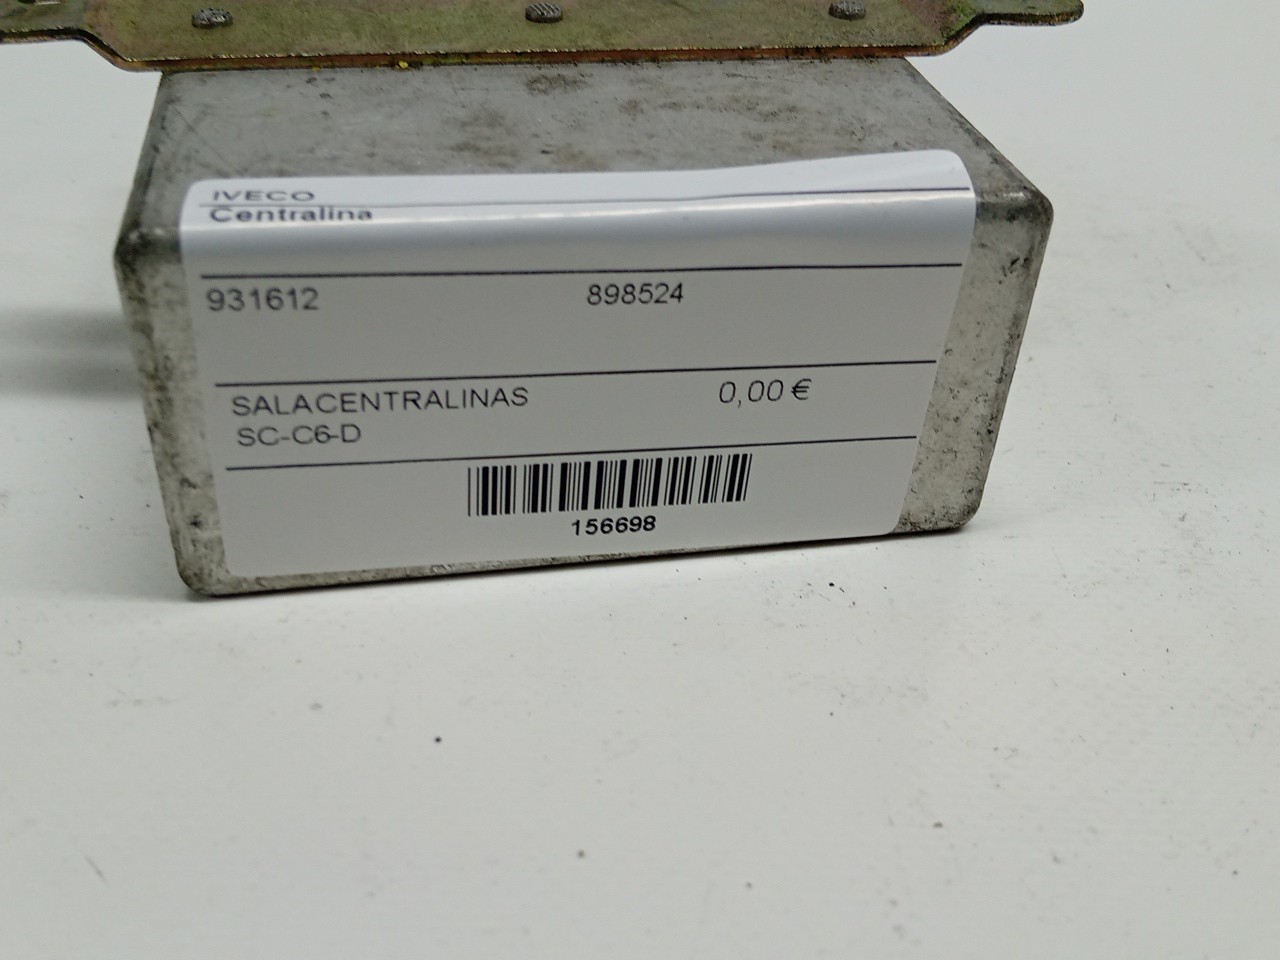 IVECO
Centralina
931612 898524
SALACENTRALINAS 0,00 €
SC-C6-D
156698